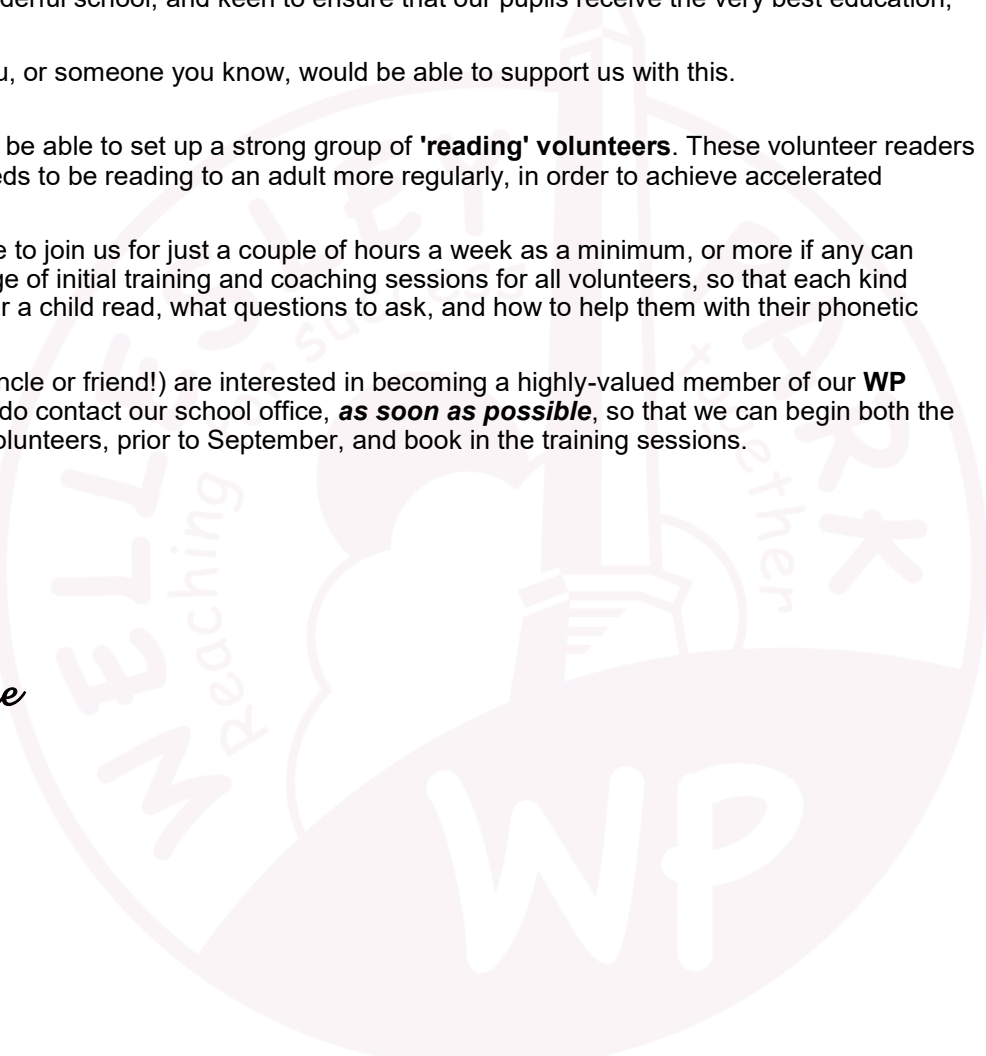 derful school, and keen to ensure that our pupils receive the very best education,
u, or someone you know, would be able to support us with this.
be able to set up a strong group of 'reading' volunteers. These volunteer readers
eds to be reading to an adult more regularly, in order to achieve accelerated
e to join us for just a couple of hours a week as a minimum, or more if any can
ge of initial training and coaching sessions for all volunteers, so that each kind
r a child read, what questions to ask, and how to help them with their phonetic
ncle or friend!) are interested in becoming a highly-valued member of our WP
do contact our school office, as soon as possible, so that we can begin both the
olunteers, prior to September, and book in the training sessions.
e
WELLESLEY PARK
Reaching together
WP